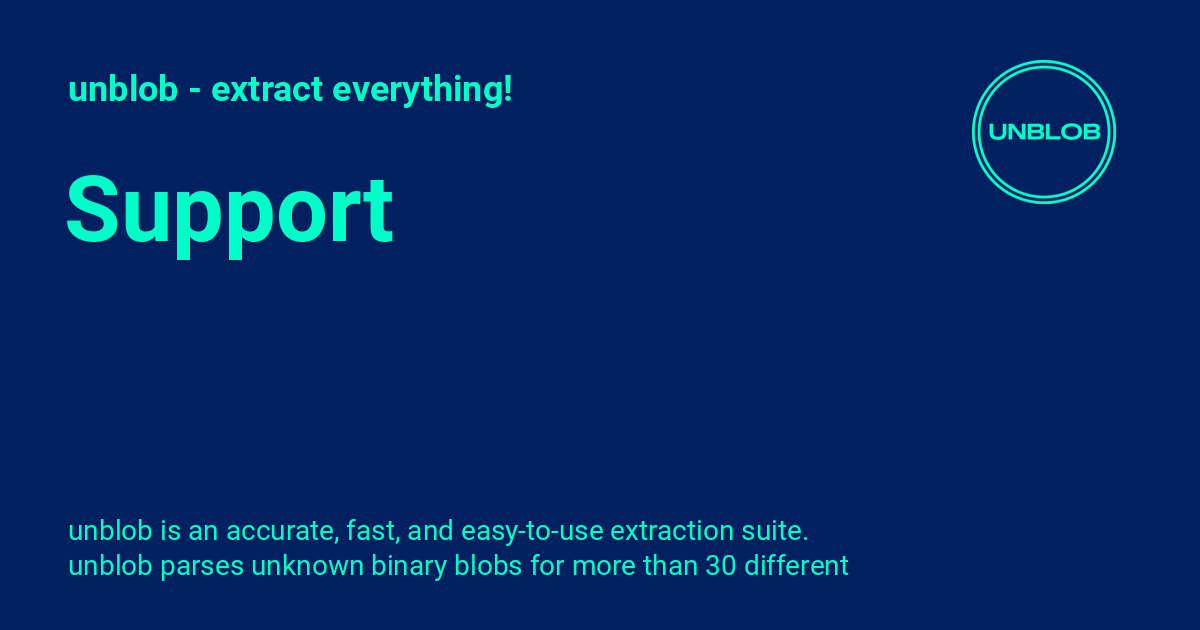 unblob - extract everything!
UNBLOB
Support
unblob is an accurate, fast, and easy-to-use extraction suite.
unblob parses unknown binary blobs for more than 30 different